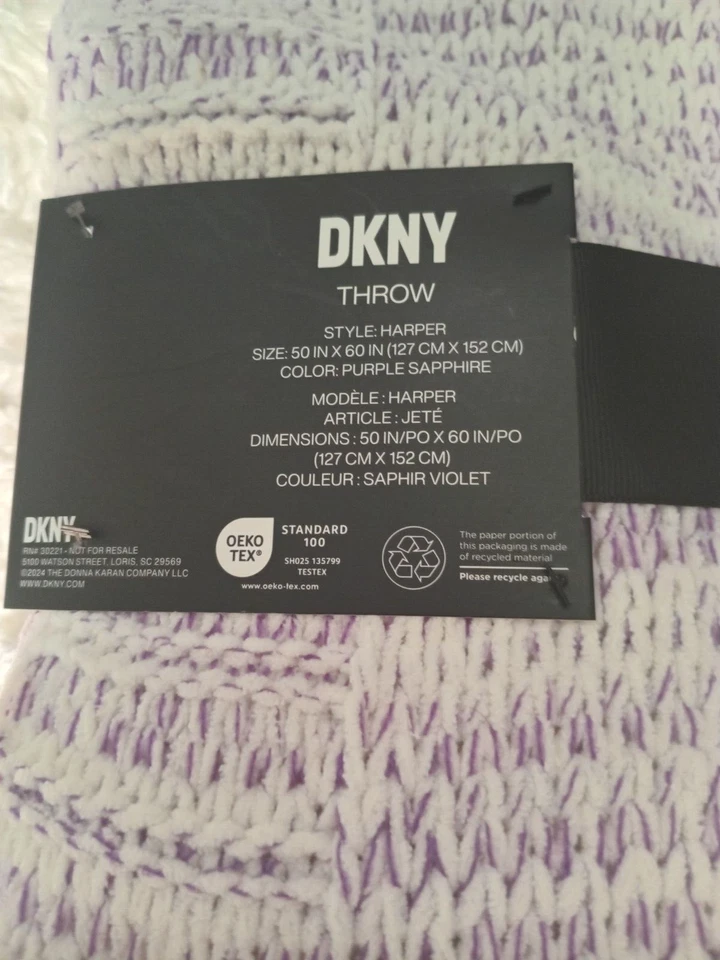 DKNY
THROW
STYLE: HARPER
SIZE: 50 IN X 60 IN (127 CM X 152 CM)
COLOR: PURPLE SAPPHIRE
MODÈLE : HARPER
ARTICLE : JETÉ
DIMENSIONS : 50 IN/PO X 60 IN/PO
(127 CM X 152 CM)
COULEUR : SAPHIR VIOLET
DKNY
RN# 30221 - NOT FOR RESALE
5100 WATSON STREET, LORIS, SC 29569
©2024 THE DONNA KARAN COMPANY LLC
WWW.DKNY.COM
OEKO
TEX®
STANDARD
100
SH025 135799
TESTEX
www.oeko-tex.com
The paper portion of
this packaging is made
of recycled material
Please recycle again